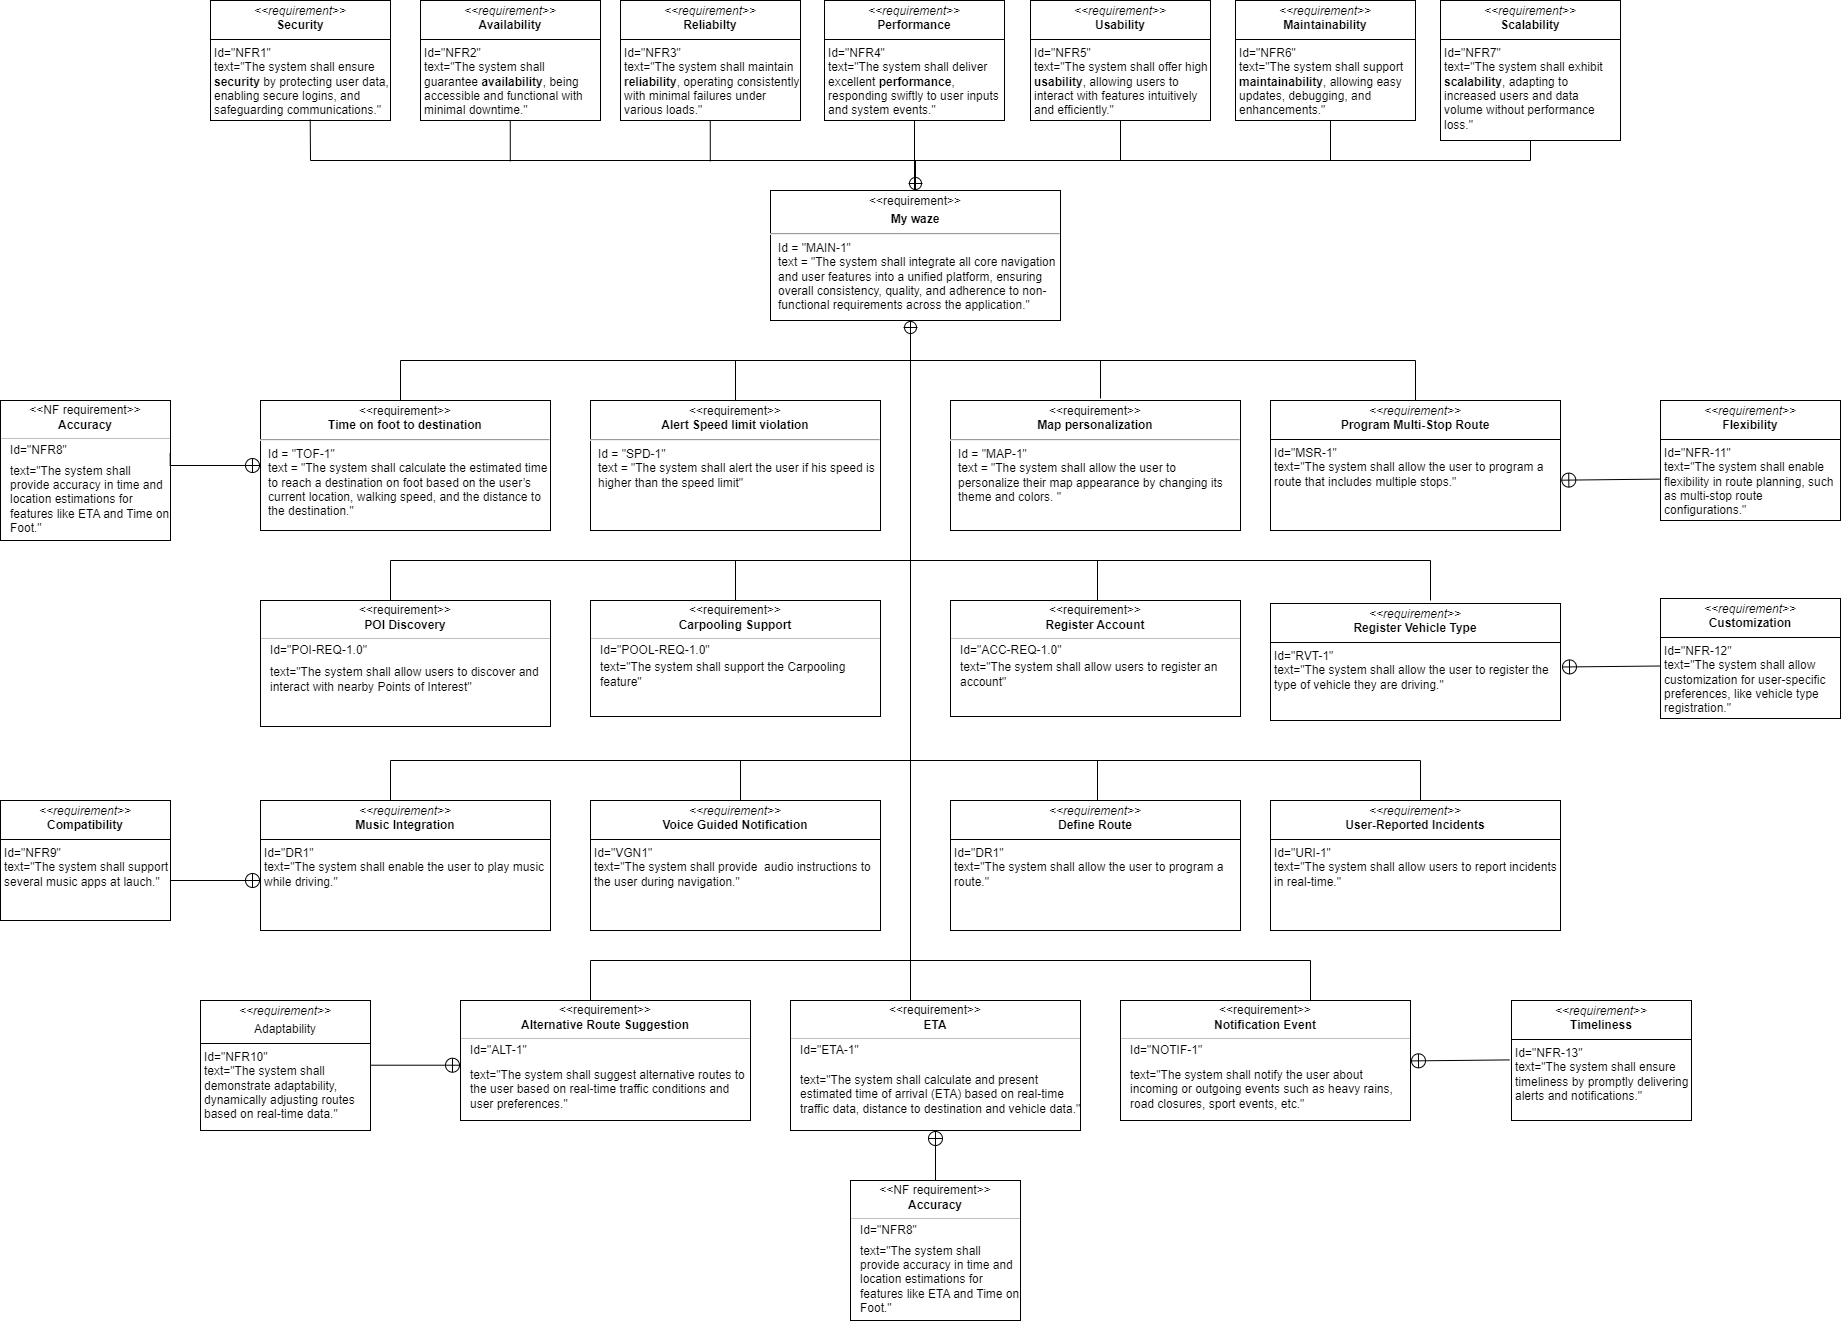 <<requirement>>
Security
Id="NFR1"
text="The system shall ensure
security by protecting user data,
enabling secure logins, and
safeguarding communications."
<<requirement>>
Availability
Id="NFR2"
text="The system shall
guarantee availability, being
accessible and functional with
minimal downtime."
<<requirement>>
Reliabilty
Id="NFR3"
text="The system shall maintain
reliability, operating consistently
with minimal failures under
various loads."
<<requirement>>
Performance
Id="NFR4"
text="The system shall deliver
excellent performance,
responding swiftly to user inputs
and system events."
<<requirement>>
Usability
Id="NFR5"
text="The system shall offer high
usability, allowing users to
interact with features intuitively
and efficiently."
<<requirement>>
Maintainability
Id="NFR6"
text="The system shall support
maintainability, allowing easy
updates, debugging, and
enhancements."
<<requirement>>
Scalability
Id="NFR7"
text="The system shall exhibit
scalability, adapting to
increased users and data
volume without performance
loss."
<<requirement>>
My waze
Id = "MAIN-1"
text = "The system shall integrate all core navigation
and user features into a unified platform, ensuring
overall consistency, quality, and adherence to non-
functional requirements across the application."
<<NF requirement>>
Accuracy
Id="NFR8"
text="The system shall
provide accuracy in time and
location estimations for
features like ETA and Time on
Foot."
<<requirement>>
Time on foot to destination
Id = "TOF-1"
text = "The system shall calculate the estimated time
to reach a destination on foot based on the user's
current location, walking speed, and the distance to
the destination."
<<requirement>>
Alert Speed limit violation
Id = "SPD-1"
text = "The system shall alert the user if his speed is
higher than the speed limit"
<<requirement>>
Map personalization
Id = "MAP-1"
text = "The system shall allow the user to
personalize their map appearance by changing its
theme and colors. "
<<requirement>>
Program Multi-Stop Route
Id="MSR-1"
text="The system shall allow the user to program a
route that includes multiple stops."
<<requirement>>
Flexibility
Id="NFR-11"
text="The system shall enable
flexibility in route planning, such
as multi-stop route
configurations."
<<requirement>>
POI Discovery
Id="POI-REQ-1.0"
text="The system shall allow users to discover and
interact with nearby Points of Interest"
<<requirement>>
Carpooling Support
Id="POOL-REQ-1.0"
text="The system shall support the Carpooling
feature"
<<requirement>>
Register Account
Id="ACC-REQ-1.0"
text="The system shall allow users to register an
account"
<<requirement>>
Register Vehicle Type
Id="RVT-1"
text="The system shall allow the user to register the
type of vehicle they are driving."
<<requirement>>
Customization
Id="NFR-12"
text="The system shall allow
customization for user-specific
preferences, like vehicle type
registration."
<<requirement>>
Compatibility
Id="NFR9"
text="The system shall support
several music apps at lauch."
<<requirement>>
Music Integration
Id="DR1"
text="The system shall enable the user to play music
while driving."
<<requirement>>
Voice Guided Notification
Id="VGN1"
text="The system shall provide  audio instructions to
the user during navigation."
<<requirement>>
Define Route
Id="DR1"
text="The system shall allow the user to program a
route."
<<requirement>>
User-Reported Incidents
Id="URI-1"
text="The system shall allow users to report incidents
in real-time."
<<requirement>>
Adaptability
Id="NFR10"
text="The system shall
demonstrate adaptability,
dynamically adjusting routes
based on real-time data."
<<requirement>>
Alternative Route Suggestion
Id="ALT-1"
text="The system shall suggest alternative routes to
the user based on real-time traffic conditions and
user preferences."
<<requirement>>
ETA
Id="ETA-1"
text="The system shall calculate and present
estimated time of arrival (ETA) based on real-time
traffic data, distance to destination and vehicle data."
<<requirement>>
Notification Event
Id="NOTIF-1"
text="The system shall notify the user about
incoming or outgoing events such as heavy rains,
road closures, sport events, etc."
<<requirement>>
Timeliness
Id="NFR-13"
text="The system shall ensure
timeliness by promptly delivering
alerts and notifications."
<<NF requirement>>
Accuracy
Id="NFR8"
text="The system shall
provide accuracy in time and
location estimations for
features like ETA and Time on
Foot."